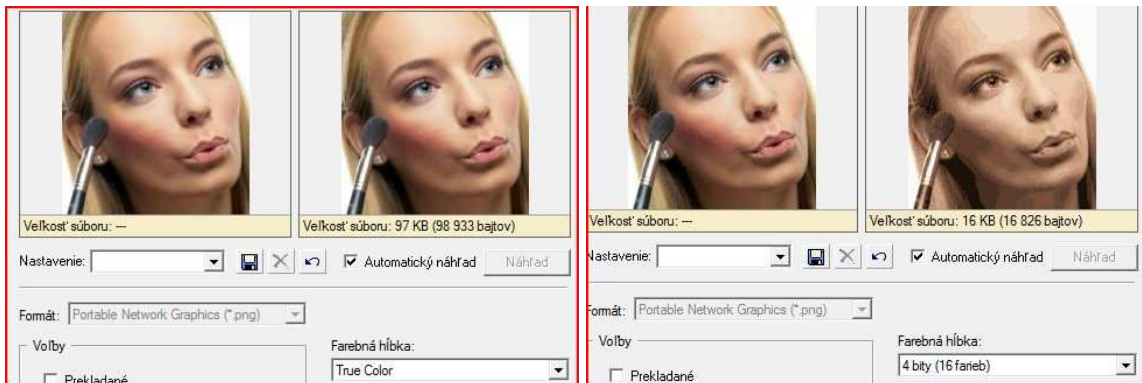 Veľkosť súboru: ---
Veľkosť súboru: 97 KB (98 933 bajtov)
Nastavenie:
Automatický náhľad
Náhľad
Formát: Portable Network Graphics (*.png)
Voľby
Prekladané
Farebná hĺbka:
True Color
Veľkosť súboru: ---
Veľkosť súboru: 16 KB (16 826 bajtov)
Nastavenie:
Automatický náhľad
Náhľad
Formát: Portable Network Graphics (*.png)
Voľby
Prekladané
Farebná hĺbka:
4 bity (16 farieb)